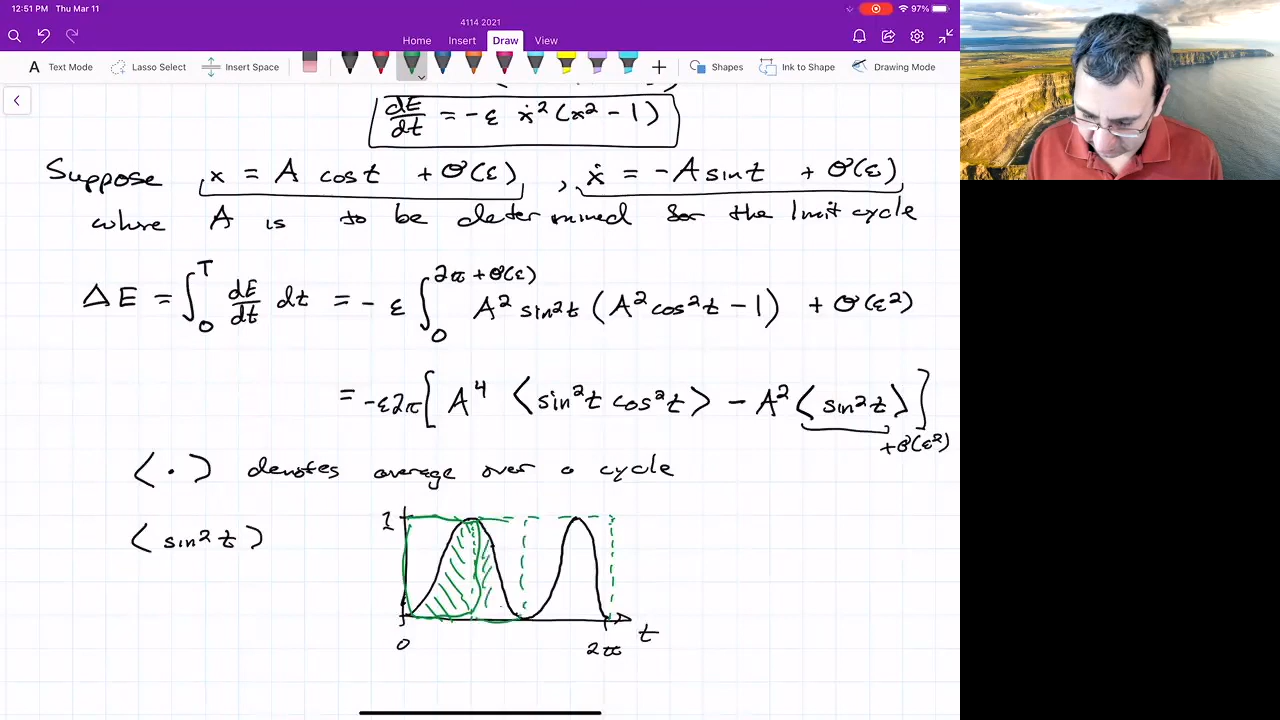 12:51 PM Thu Mar 11
97%
4114 2021
Home Insert Draw View
Text Mode Lasso Select Insert Space Shapes Ink to Shape Drawing Mode
dE/dt = -ε ẋ² (x² - 1)
Suppose x = A cos t + O(ε), ẋ = -A sin t + O(ε)
where A is to be determined for the limit cycle
ΔE = ∫₀ᵀ dE/dt dt = -ε ∫₀^(2π + O(ε)) A² sin²t (A² cos²t - 1) + O(ε²)
= -ε2π [ A⁴ ⟨sin²t cos²t⟩ - A² ⟨sin²t⟩ ]
+ O(ε²)
⟨·⟩ denotes average over a cycle
1
⟨sin²t⟩
t
0 2π